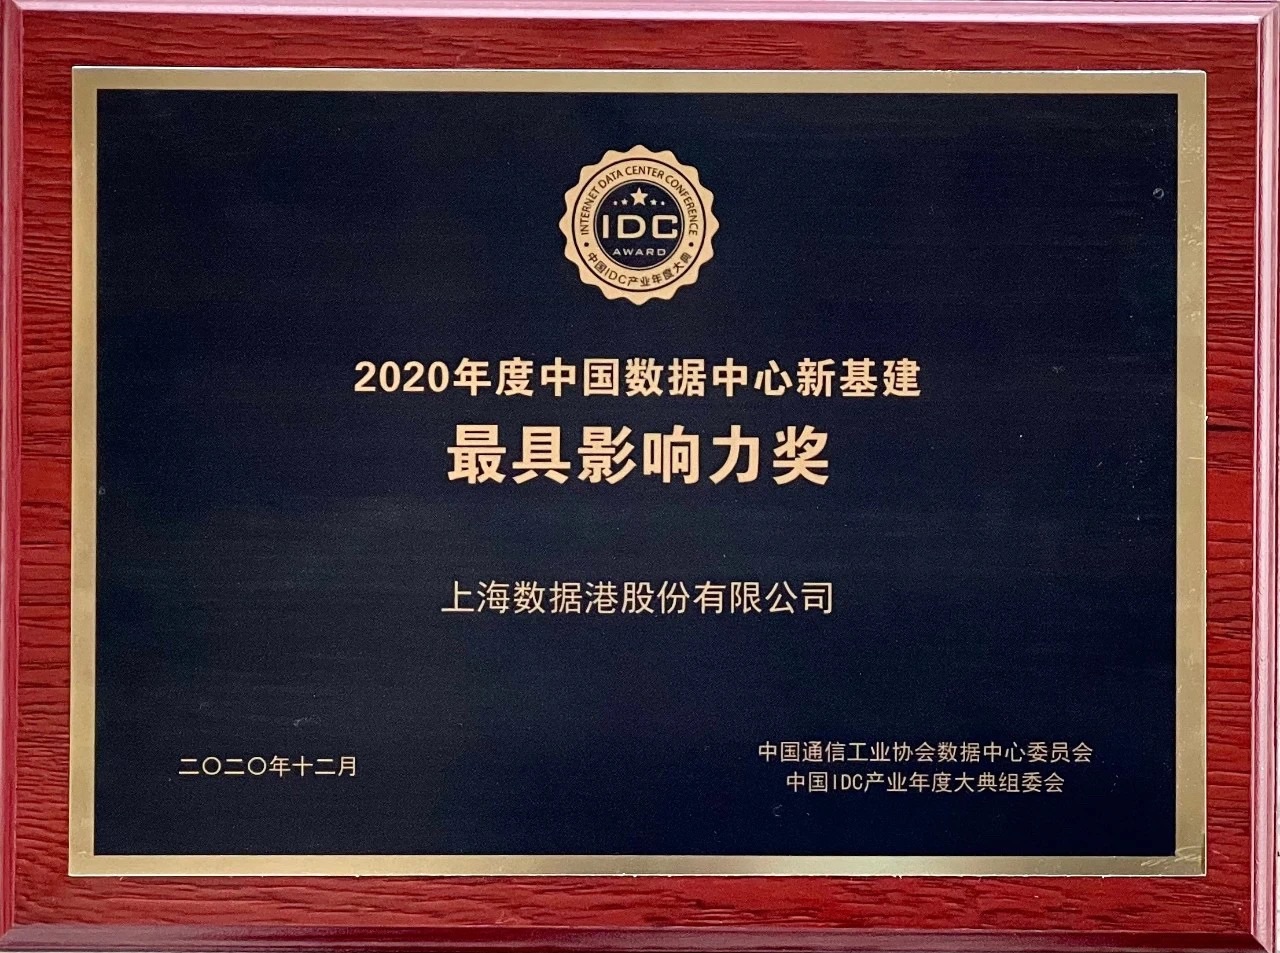 INTERNET DATA CENTER CONFERENCE
IDC
AWARD
中国IDC产业年度大典
2020年度中国数据中心新基建
最具影响力奖
上海数据港股份有限公司
二〇二〇年十二月
中国通信工业协会数据中心委员会
中国IDC产业年度大典组委会